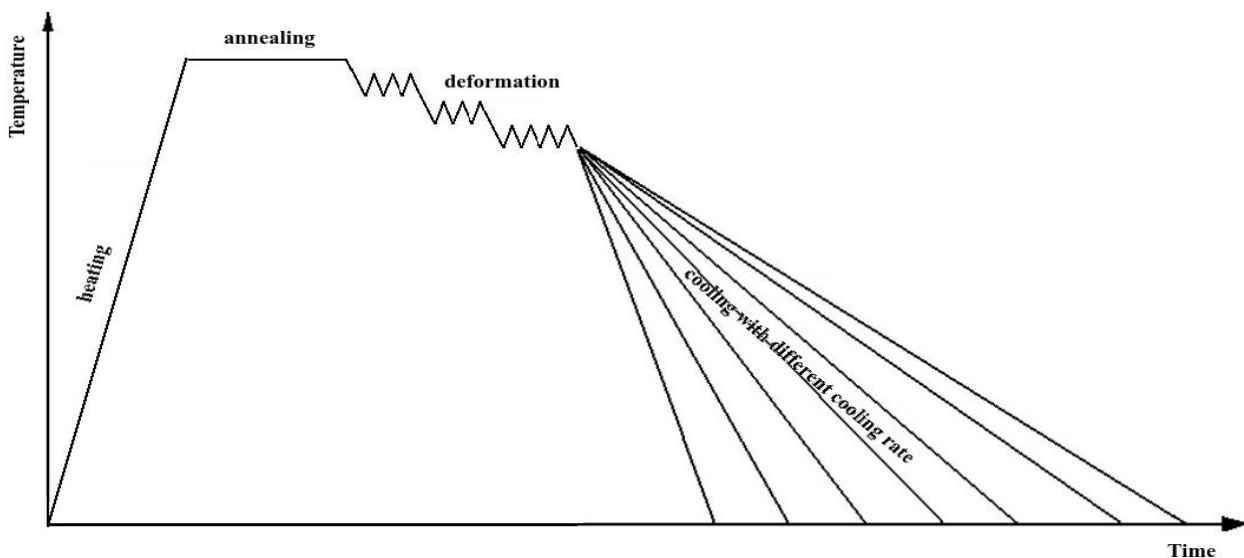 annealing
deformation
Temperature
heating
cooling with different cooling rate
Time